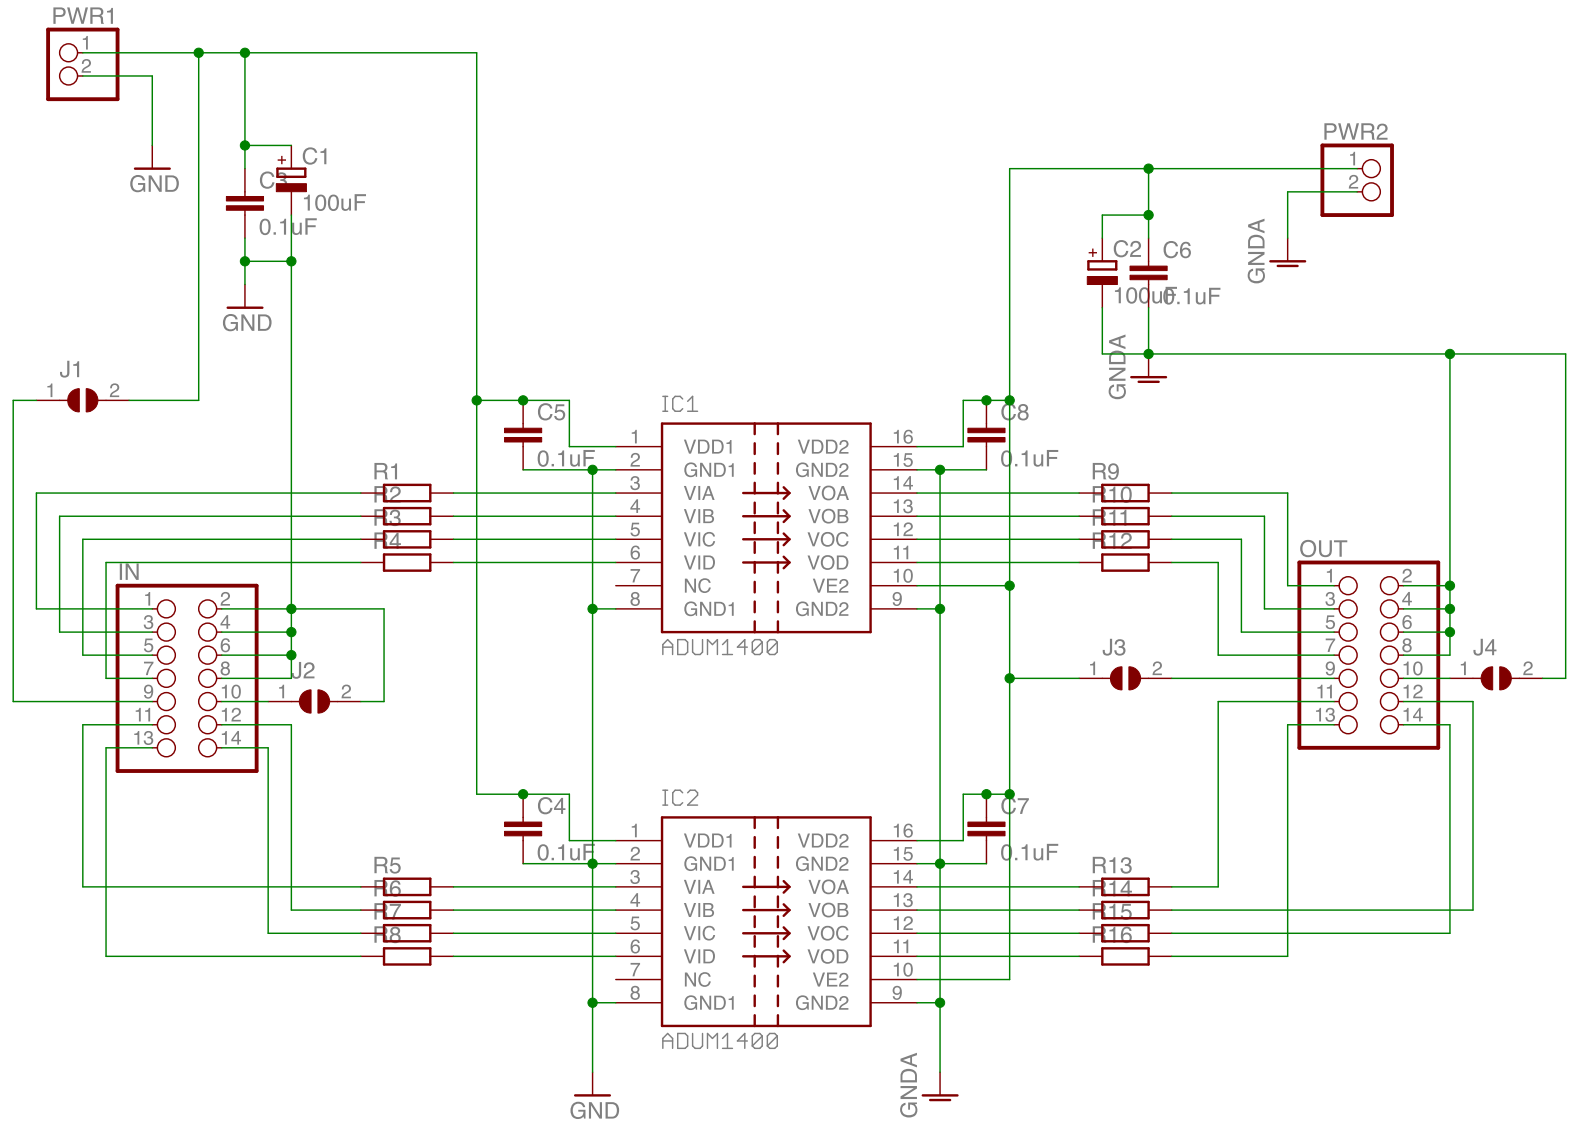 PWR1
1
2
GND
C1
100uF
C3
0.1uF
GND
PWR2
1
2
GNDA
C2
100uF
C6
0.1uF
GNDA
J1
1 2
IC1
C5
0.1uF
C8
0.1uF
1 VDD1 VDD2 16
2 GND1 GND2 15
3 VIA VOA 14
4 VIB VOB 13
5 VIC VOC 12
6 VID VOD 11
7 NC VE2 10
8 GND1 GND2 9
ADUM1400
R1
R2
R3
R4
R9
R10
R11
R12
IN
1 2
3 4
5 6
7 8
9 10
11 12
13 14
J2
1 2
OUT
1 2
3 4
5 6
7 8
9 10
11 12
13 14
J3
1 2
J4
1 2
IC2
C4
0.1uF
C7
0.1uF
1 VDD1 VDD2 16
2 GND1 GND2 15
3 VIA VOA 14
4 VIB VOB 13
5 VIC VOC 12
6 VID VOD 11
7 NC VE2 10
8 GND1 GND2 9
ADUM1400
R5
R6
R7
R8
R13
R14
R15
R16
GND
GNDA